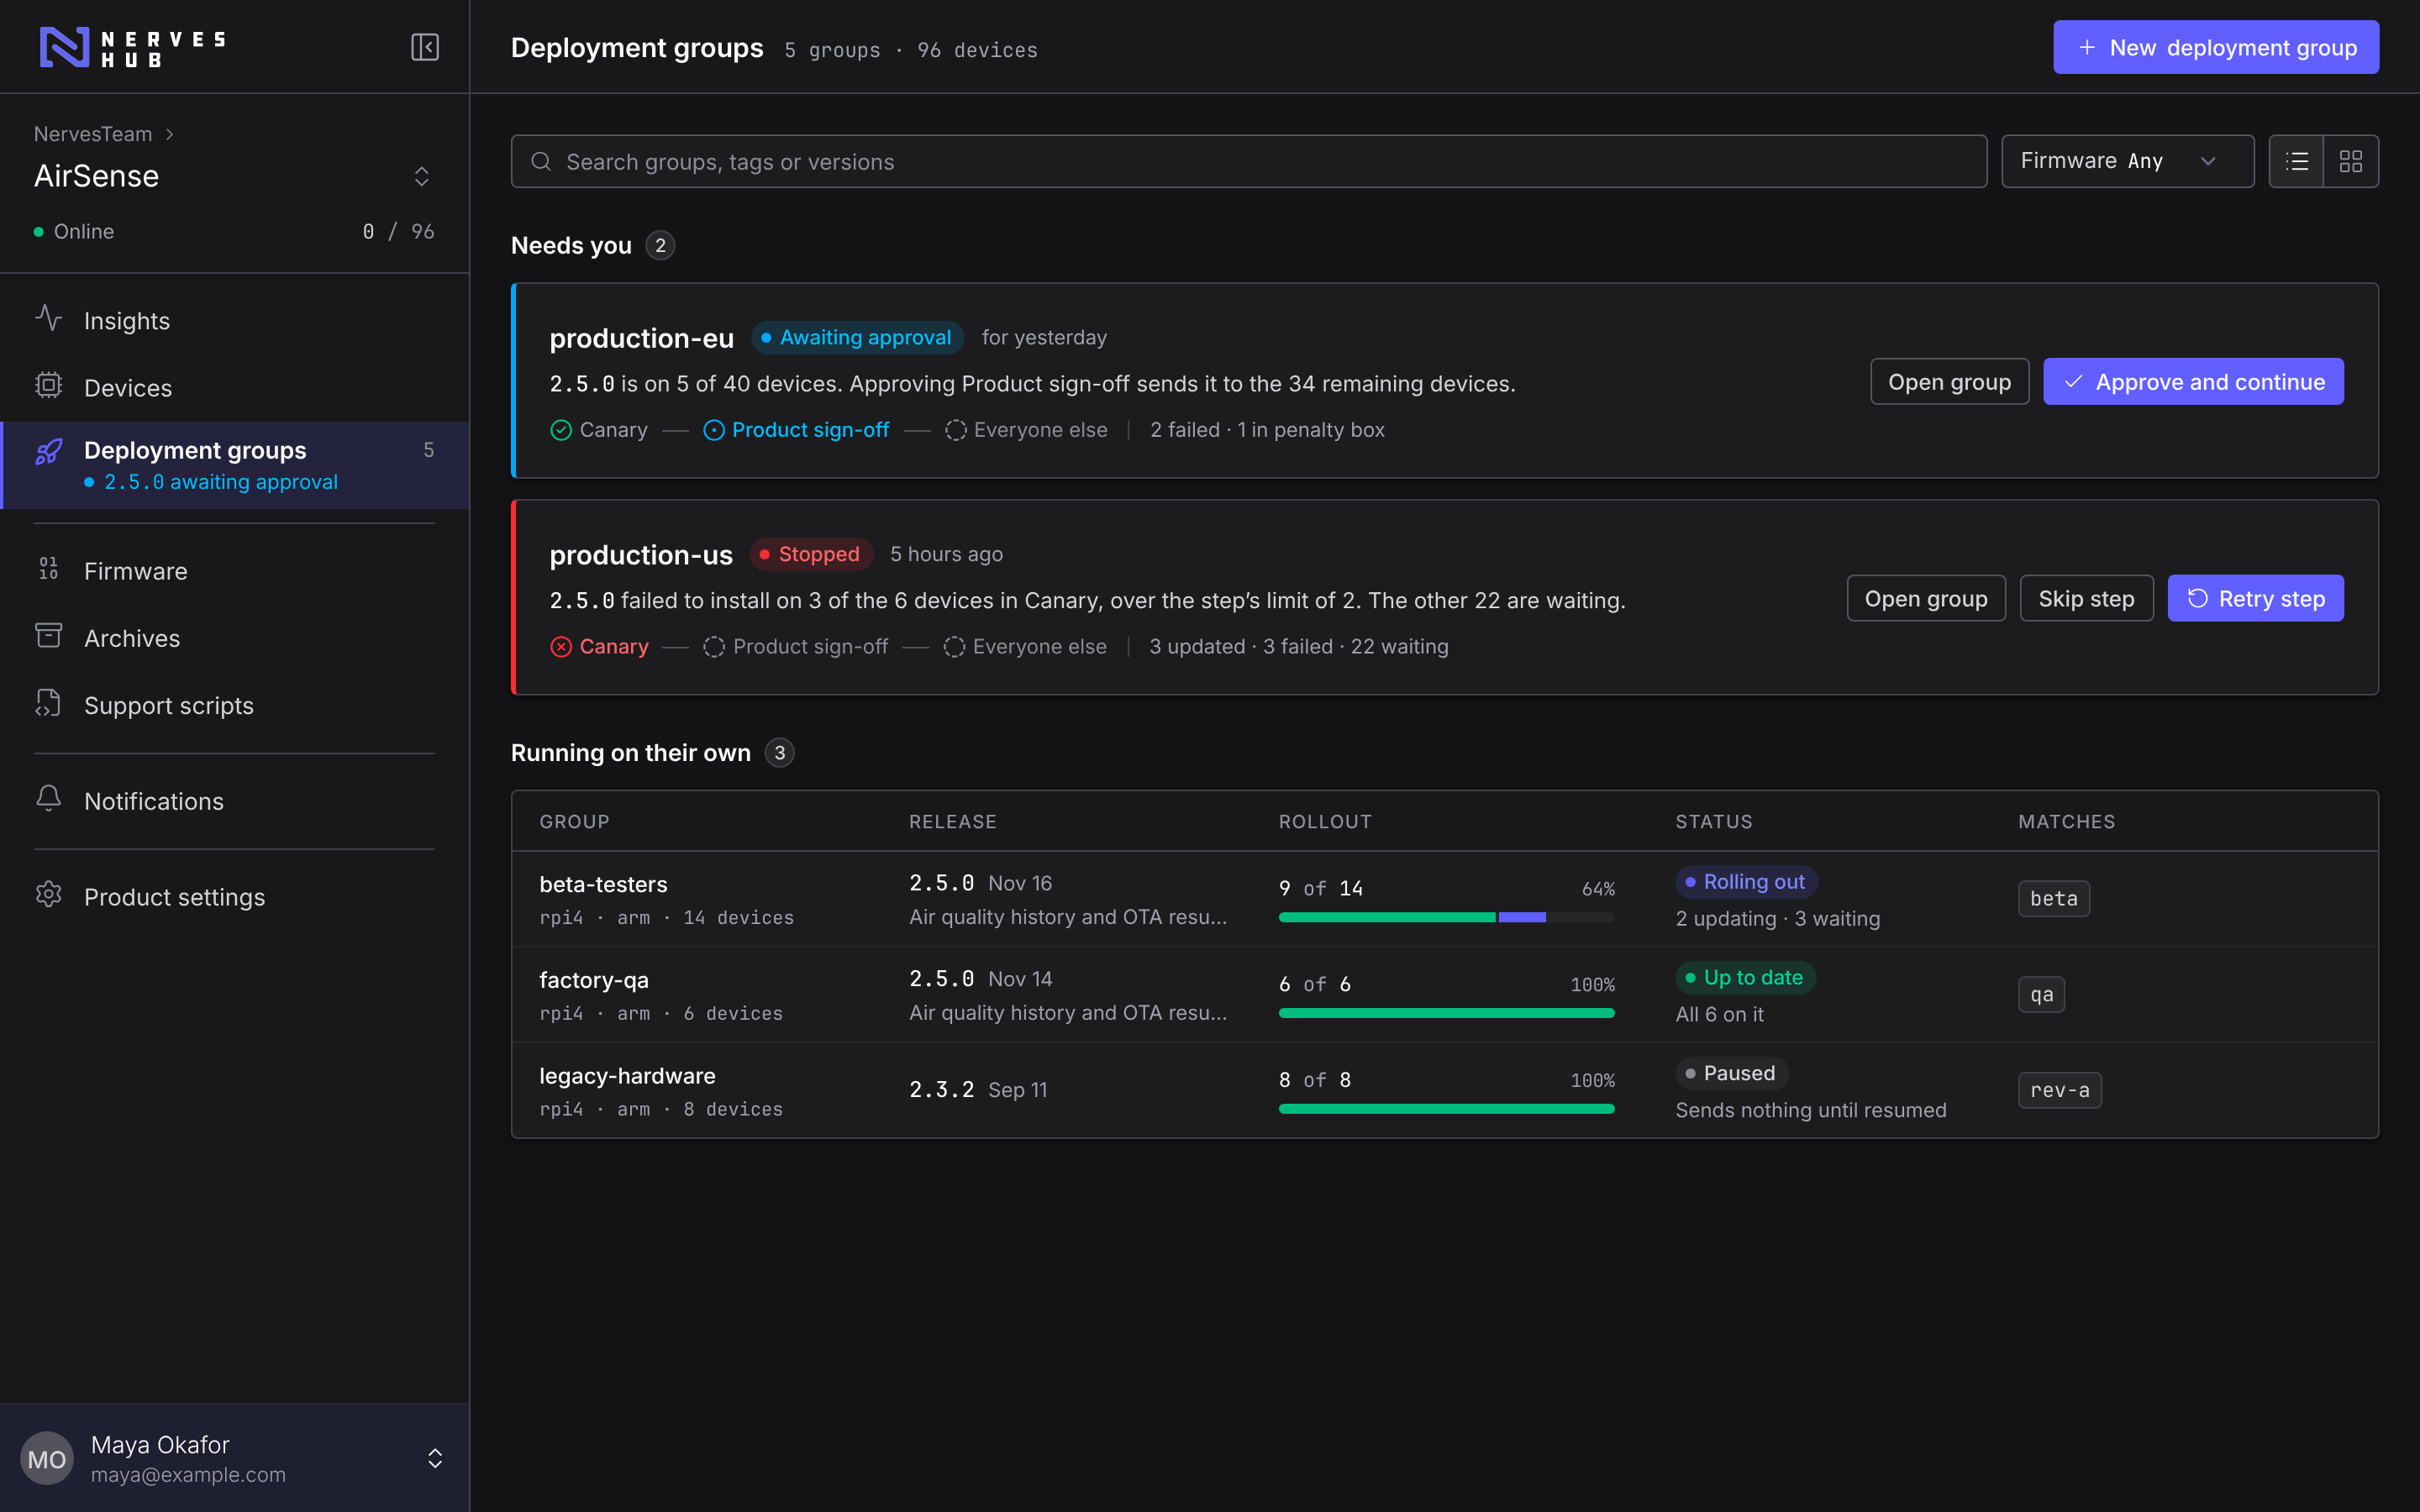 NERVES
HUB
NervesTeam
AirSense
Online 0 / 96
Insights
Devices
Deployment groups 5
2.5.0 awaiting approval
Firmware
Archives
Support scripts
Notifications
Product settings
MO
Maya Okafor
maya@example.com
Deployment groups 5 groups · 96 devices
New deployment group
Search groups, tags or versions
Firmware Any
Needs you 2
production-eu Awaiting approval for yesterday
2.5.0 is on 5 of 40 devices. Approving Product sign-off sends it to the 34 remaining devices.
Canary Product sign-off Everyone else 2 failed · 1 in penalty box
Open group Approve and continue
production-us Stopped 5 hours ago
2.5.0 failed to install on 3 of the 6 devices in Canary, over the step’s limit of 2. The other 22 are waiting.
Canary Product sign-off Everyone else 3 updated · 3 failed · 22 waiting
Open group Skip step Retry step
Running on their own 3
GROUP RELEASE ROLLOUT STATUS MATCHES
beta-testers 2.5.0 Nov 16 9 of 14 64% Rolling out beta
rpi4 · arm · 14 devices Air quality history and OTA resu... 2 updating · 3 waiting
factory-qa 2.5.0 Nov 14 6 of 6 100% Up to date qa
rpi4 · arm · 6 devices Air quality history and OTA resu... All 6 on it
legacy-hardware 2.3.2 Sep 11 8 of 8 100% Paused rev-a
rpi4 · arm · 8 devices Sends nothing until resumed